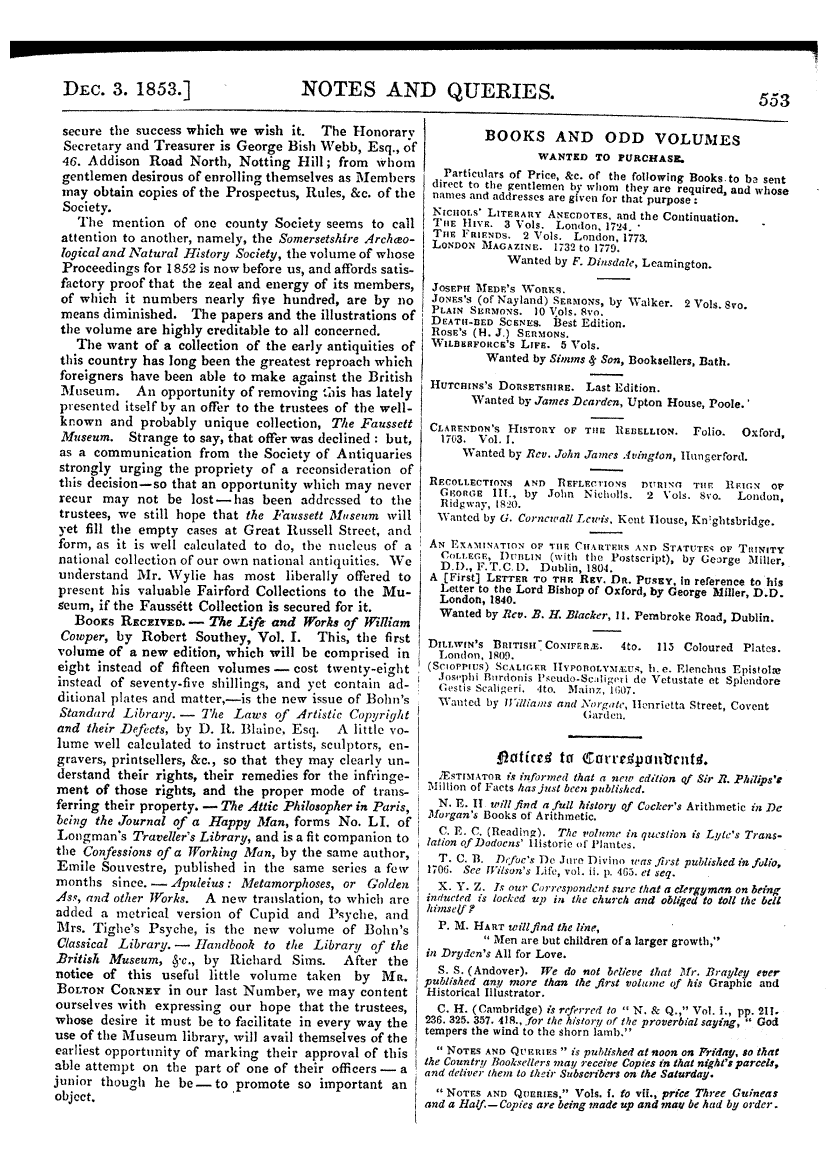 DEC. 3. 1853.] NOTES AND QUERIES. 553
secure the success which we wish it. The Honorary
Secretary and Treasurer is George Bish Webb, Esq., of
46. Addison Road North, Notting Hill; from whom
gentlemen desirous of enrolling themselves as Members
may obtain copies of the Prospectus, Rules, &c. of the
Society.
The mention of one county Society seems to call
attention to another, namely, the Somersetshire Archæo-
logical and Natural History Society, the volume of whose
Proceedings for 1852 is now before us, and affords satis-
factory proof that the zeal and energy of its members,
of which it numbers nearly five hundred, are by no
means diminished. The papers and the illustrations of
the volume are highly creditable to all concerned.
The want of a collection of the early antiquities of
this country has long been the greatest reproach which
foreigners have been able to make against the British
Museum. An opportunity of removing this has lately
presented itself by an offer to the trustees of the well-
known and probably unique collection, The Faussett
Museum. Strange to say, that offer was declined: but,
as a communication from the Society of Antiquaries
strongly urging the propriety of a reconsideration of
this decision—so that an opportunity which may never
recur may not be lost—has been addressed to the
trustees, we still hope that the Faussett Museum will
yet fill the empty cases at Great Russell Street, and
form, as it is well calculated to do, the nucleus of a
national collection of our own national antiquities. We
understand Mr. Wylie has most liberally offered to
present his valuable Fairford Collections to the Mu-
seum, if the Faussétt Collection is secured for it.
BOOKS RECEIVED.— The Life and Works of William
Cowper, by Robert Southey, Vol. I. This, the first
volume of a new edition, which will be comprised in
eight instead of fifteen volumes — cost twenty-eight
instead of seventy-five shillings, and yet contain ad-
ditional plates and matter,—is the new issue of Bohn's
Standard Library. — The Laws of Artistic Copyright
and their Defects, by D. R. Blaine, Esq. A little vo-
lume well calculated to instruct artists, sculptors, en-
gravers, printsellers, &c., so that they may clearly un-
derstand their rights, their remedies for the infringe-
ment of those rights, and the proper mode of trans-
ferring their property. — The Attic Philosopher in Paris,
being the Journal of a Happy Man, forms No. LI. of
Longman's Traveller's Library, and is a fit companion to
the Confessions of a Working Man, by the same author,
Emile Souvestre, published in the same series a few
months since. — Apuleius: Metamorphoses, or Golden
Ass, and other Works. A new translation, to which are
added a metrical version of Cupid and Psyche, and
Mrs. Tighe's Psyche, is the new volume of Bohn's
Classical Library. — Handbook to the Library of the
British Museum, &c., by Richard Sims. After the
notice of this useful little volume taken by MR.
BOLTON CORNEY in our last Number, we may content
ourselves with expressing our hope that the trustees,
whose desire it must be to facilitate in every way the
use of the Museum library, will avail themselves of the
earliest opportunity of marking their approval of this
able attempt on the part of one of their officers — a
junior though he be — to promote so important an
object.
BOOKS AND ODD VOLUMES
WANTED TO PURCHASE.
Particulars of Price, &c. of the following Books to be sent
direct to the gentlemen by whom they are required, and whose
names and addresses are given for that purpose:
NICHOLS' LITERARY ANECDOTES, and the Continuation.
THE HIVE. 3 Vols. London, 1724.
THE FRIENDS. 2 Vols. London, 1773.
LONDON MAGAZINE. 1732 to 1779.
Wanted by F. Dinsdale, Leamington.
JOSEPH MEDE'S WORKS.
JONES'S (of Nayland) SERMONS, by Walker. 2 Vols. 8vo.
PLAIN SERMONS. 10 Vols. 8vo.
DEATH-BED SCENES. Best Edition.
ROSE'S (H. J.) SERMONS.
WILBERFORCE'S LIFE. 5 Vols.
Wanted by Simms & Son, Booksellers, Bath.
HUTCHINS'S DORSETSHIRE. Last Edition.
Wanted by James Dearden, Upton House, Poole.
CLARENDON'S HISTORY OF THE REBELLION. Folio. Oxford,
1703. Vol. I.
Wanted by Rev. John James Avington, Hungerford.
RECOLLECTIONS AND REFLECTIONS DURING THE REIGN OF
GEORGE III., by John Nicholls. 2 Vols. 8vo. London,
Ridgway, 1820.
Wanted by G. Cornewall Lewis, Kent House, Knightsbridge.
AN EXAMINATION OF THE CHARTERS AND STATUTES OF TRINITY
COLLEGE, DUBLIN (with the Postscript), by George Miller,
D.D., F.T.C.D. Dublin, 1804.
A [First] LETTER TO THE REV. DR. PUSEY, in reference to his
Letter to the Lord Bishop of Oxford, by George Miller, D.D.
London, 1840.
Wanted by Rev. B. H. Blacker, 11. Pembroke Road, Dublin.
DILLWIN'S BRITISH CONIFERÆ. 4to. 115 Coloured Plates.
London, 1809.
(SCIOPPIUS) SCALIGER HYPOBOLYMÆUS, h. e. Elenchus Epistolæ
Josephi Burdonis Pseudo-Scaligeri de Vetustate et Splendore
Gestis Scaligeri. 4to. Mainz, 1607.
Wanted by Williams and Norgate, Henrietta Street, Covent
Garden.
Notices to Correspondents.
ÆSTIMATOR is informed that a new edition of Sir R. Philips's
Million of Facts has just been published.
N. E. H. will find a full history of Cocker's Arithmetic in De
Morgan's Books of Arithmetic.
C. E. C. (Reading). The volume in question is Lyte's Trans-
lation of Dodoens' Historic of Plantes.
T. C. B. Defoe's De Jure Divino was first published in folio,
1706. See Wilson's Life, vol. ii. p. 465. et seq.
X. Y. Z. Is our Correspondent sure that a clergyman on being
inducted is locked up in the church and obliged to toll the bell
himself?
P. M. HART will find the line,
"Men are but children of a larger growth,"
in Dryden's All for Love.
S. S. (Andover). We do not believe that Mr. Brayley ever
published any more than the first volume of his Graphic and
Historical Illustrator.
C. H. (Cambridge) is referred to "N. & Q.," Vol. i., pp. 211.
236. 325. 357. 418., for the history of the proverbial saying, "God
tempers the wind to the shorn lamb."
"NOTES AND QUERIES" is published at noon on Friday, so that
the Country Booksellers may receive Copies in that night's parcels,
and deliver them to their Subscribers on the Saturday.
"NOTES AND QUERIES," Vols. i. to vii., price Three Guineas
and a Half.—Copies are being made up and may be had by order.